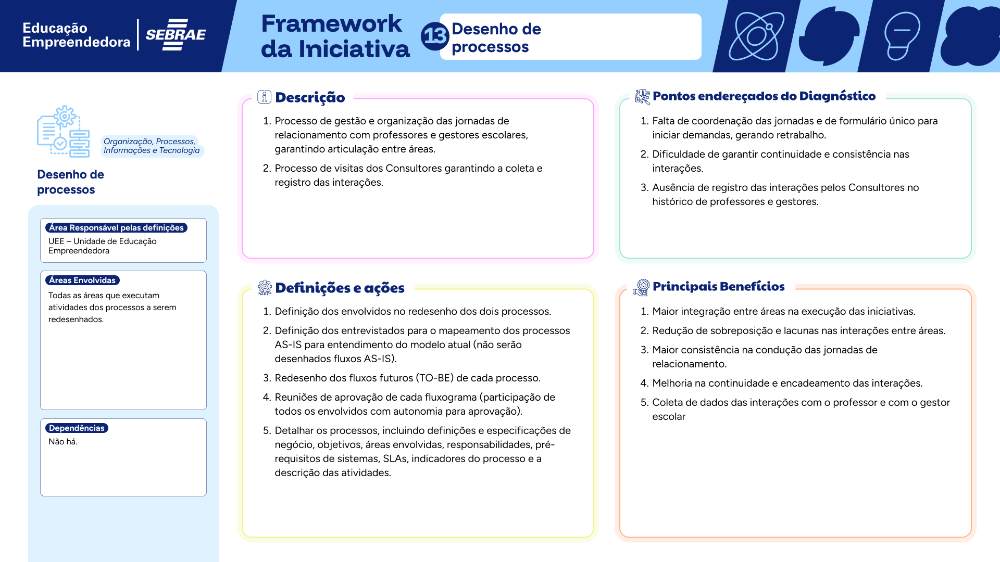 Educação
Empreendedora
SEBRAE
Framework
da Iniciativa
13
Desenho de
processos
Organização, Processos,
Informações e Tecnologia
Desenho de
processos
Área Responsável pelas definições
UEE – Unidade de Educação
Empreendedora
Áreas Envolvidas
Todas as áreas que executam
atividades dos processos a serem
redesenhados.
Dependências
Não há.
Descrição
1. Processo de gestão e organização das jornadas de
relacionamento com professores e gestores escolares,
garantindo articulação entre áreas.
2. Processo de visitas dos Consultores garantindo a coleta e
registro das interações.
Pontos endereçados do Diagnóstico
1. Falta de coordenação das jornadas e de formulário único para
iniciar demandas, gerando retrabalho.
2. Dificuldade de garantir continuidade e consistência nas
interações.
3. Ausência de registro das interações pelos Consultores no
histórico de professores e gestores.
Definições e ações
1. Definição dos envolvidos no redesenho dos dois processos.
2. Definição dos entrevistados para o mapeamento dos processos
AS-IS para entendimento do modelo atual (não serão
desenhados fluxos AS-IS).
3. Redesenho dos fluxos futuros (TO-BE) de cada processo.
4. Reuniões de aprovação de cada fluxograma (participação de
todos os envolvidos com autonomia para aprovação).
5. Detalhar os processos, incluindo definições e especificações de
negócio, objetivos, áreas envolvidas, responsabilidades, pré-
requisitos de sistemas, SLAs, indicadores do processo e a
descrição das atividades.
Principais Benefícios
1. Maior integração entre áreas na execução das iniciativas.
2. Redução de sobreposição e lacunas nas interações entre áreas.
3. Maior consistência na condução das jornadas de
relacionamento.
4. Melhoria na continuidade e encadeamento das interações.
5. Coleta de dados das interações com o professor e com o gestor
escolar